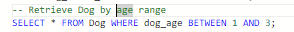 -- Retrieve Dog by age range
SELECT * FROM Dog WHERE dog_age BETWEEN 1 AND 3;